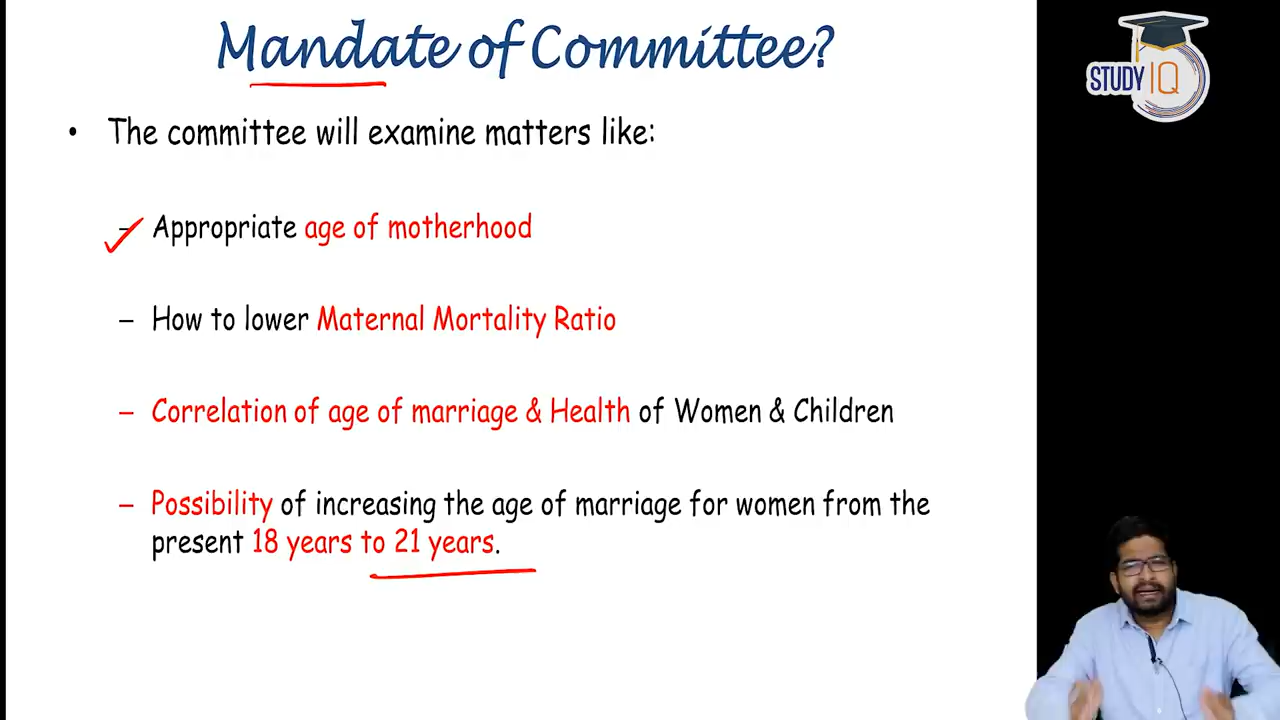 Mandate of Committee?
STUDY IQ
• The committee will examine matters like:
– Appropriate age of motherhood
– How to lower Maternal Mortality Ratio
– Correlation of age of marriage & Health of Women & Children
– Possibility of increasing the age of marriage for women from the
present 18 years to 21 years.